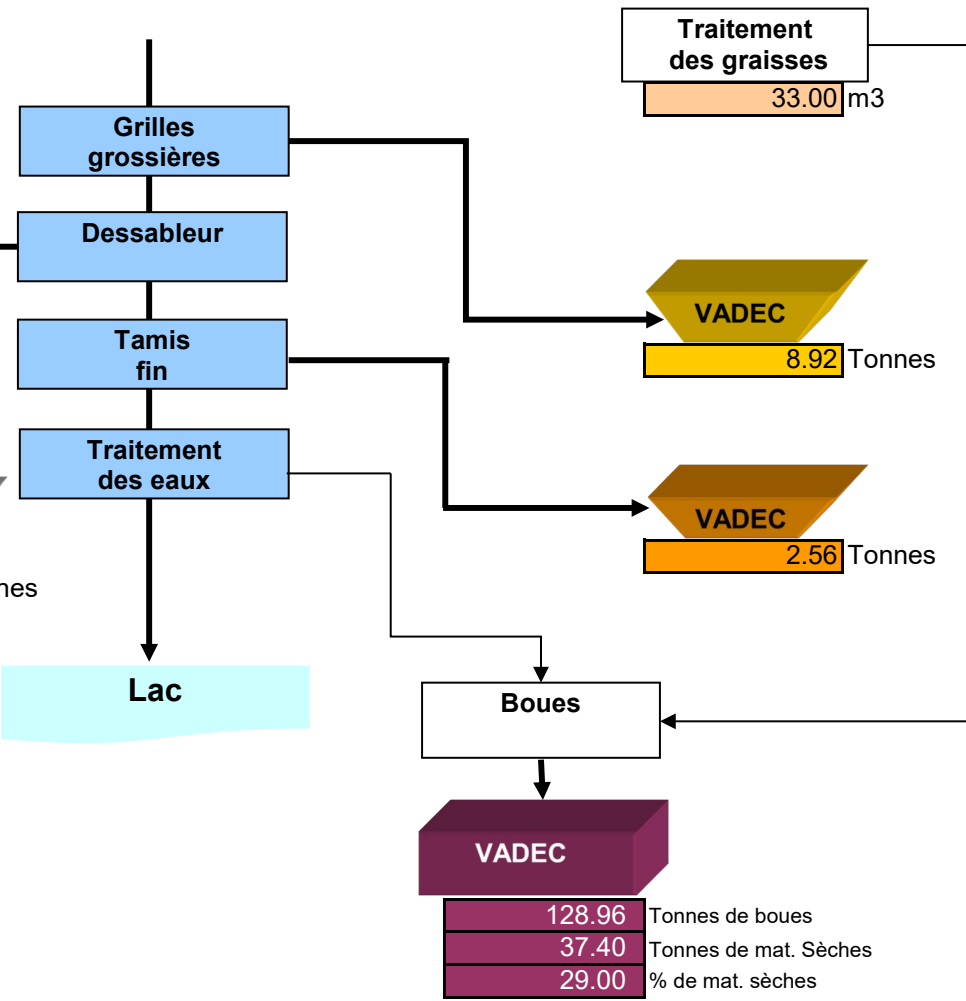 Traitement
des graisses
33.00 m3
Grilles
grossières
Dessableur
Tamis
fin
VADEC
8.92 Tonnes
Traitement
des eaux
VADEC
2.56 Tonnes
Lac
Boues
VADEC
128.96 Tonnes de boues
37.40 Tonnes de mat. Sèches
29.00 % de mat. sèches